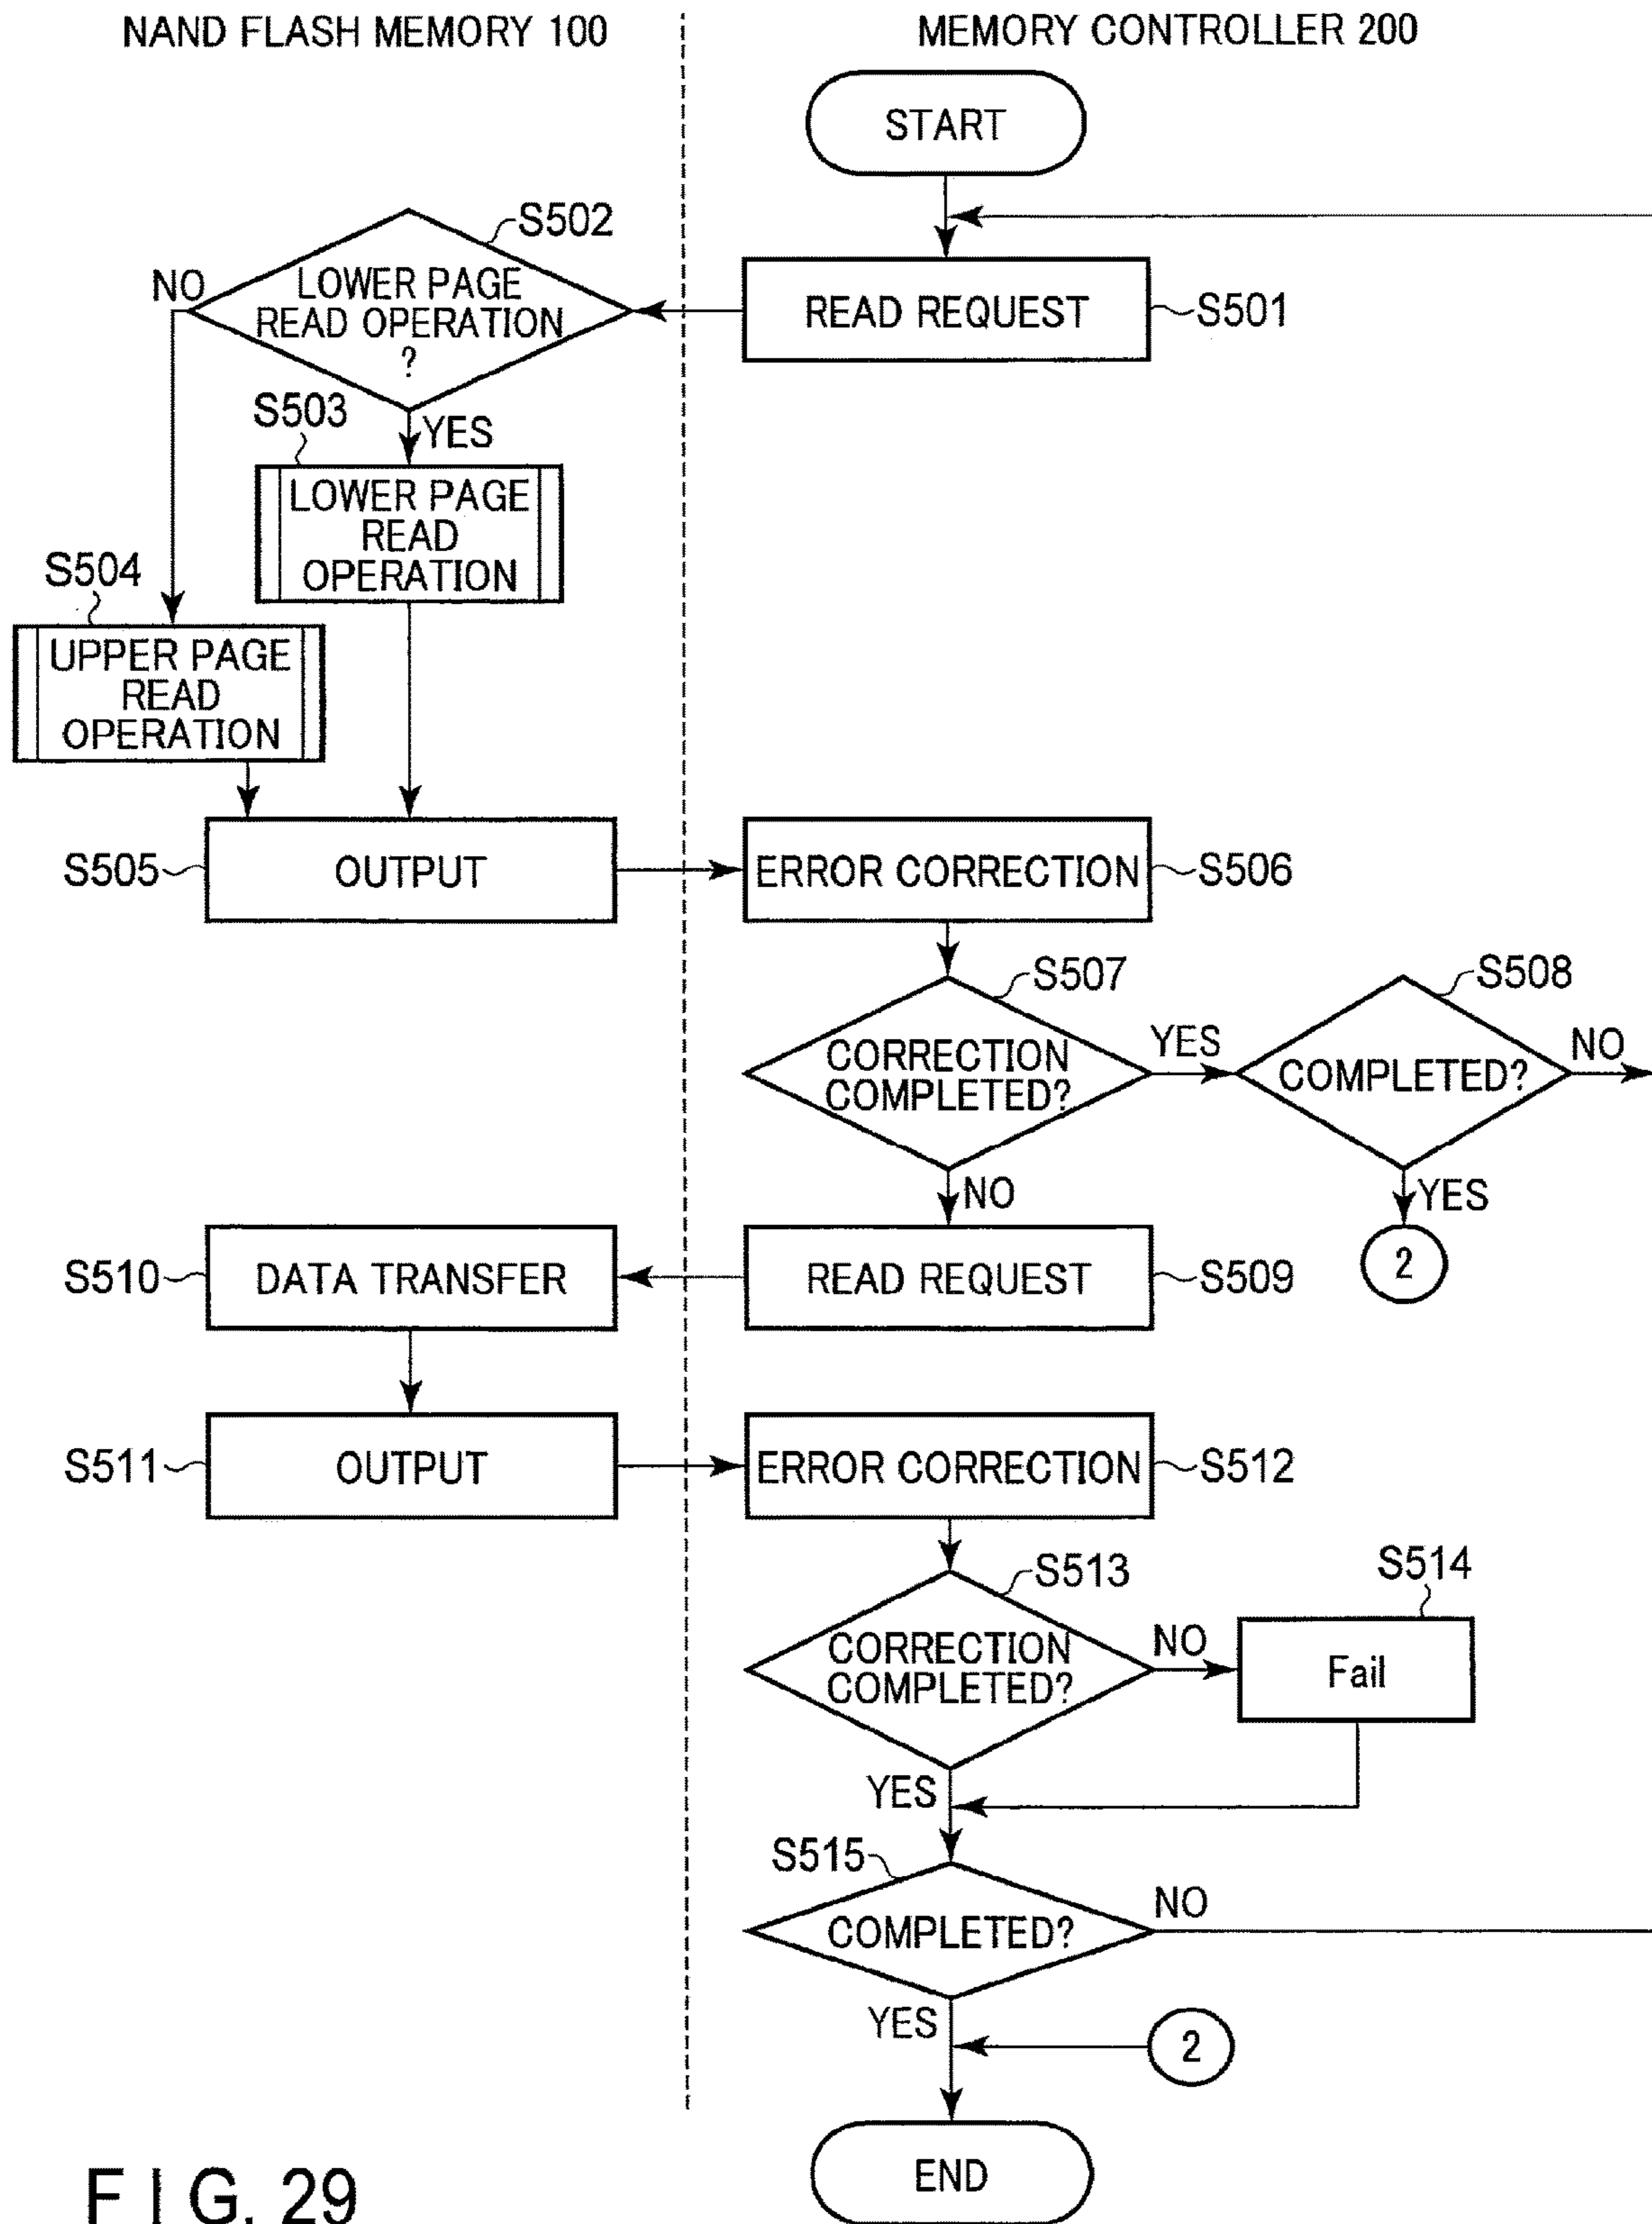 NAND FLASH MEMORY 100
MEMORY CONTROLLER 200
START
S502
NO
LOWER PAGE
READ OPERATION
?
READ REQUEST
S501
S503
YES
LOWER PAGE
READ
OPERATION
S504
UPPER PAGE
READ
OPERATION
S505
OUTPUT
ERROR CORRECTION
S506
S507
CORRECTION
COMPLETED?
YES
S508
COMPLETED?
NO
NO
YES
2
S510
DATA TRANSFER
READ REQUEST
S509
S511
OUTPUT
ERROR CORRECTION
S512
S513
CORRECTION
COMPLETED?
NO
S514
Fail
YES
S515
COMPLETED?
NO
YES
2
END
FIG. 29